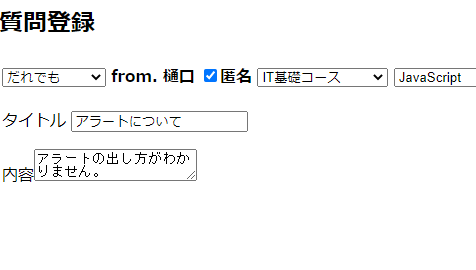 質問登録
だれでも from. 樋口 匿名 IT基礎コース JavaScript
タイトル アラートについて
内容 アラートの出し方がわか
りません。